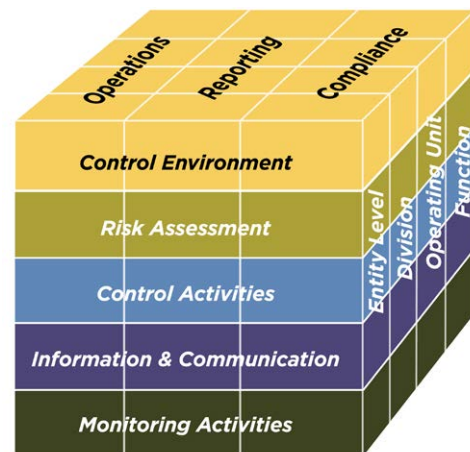 Operations
Reporting
Compliance
Control Environment
Risk Assessment
Control Activities
Information & Communication
Monitoring Activities
Entity Level
Division
Operating Unit
Function